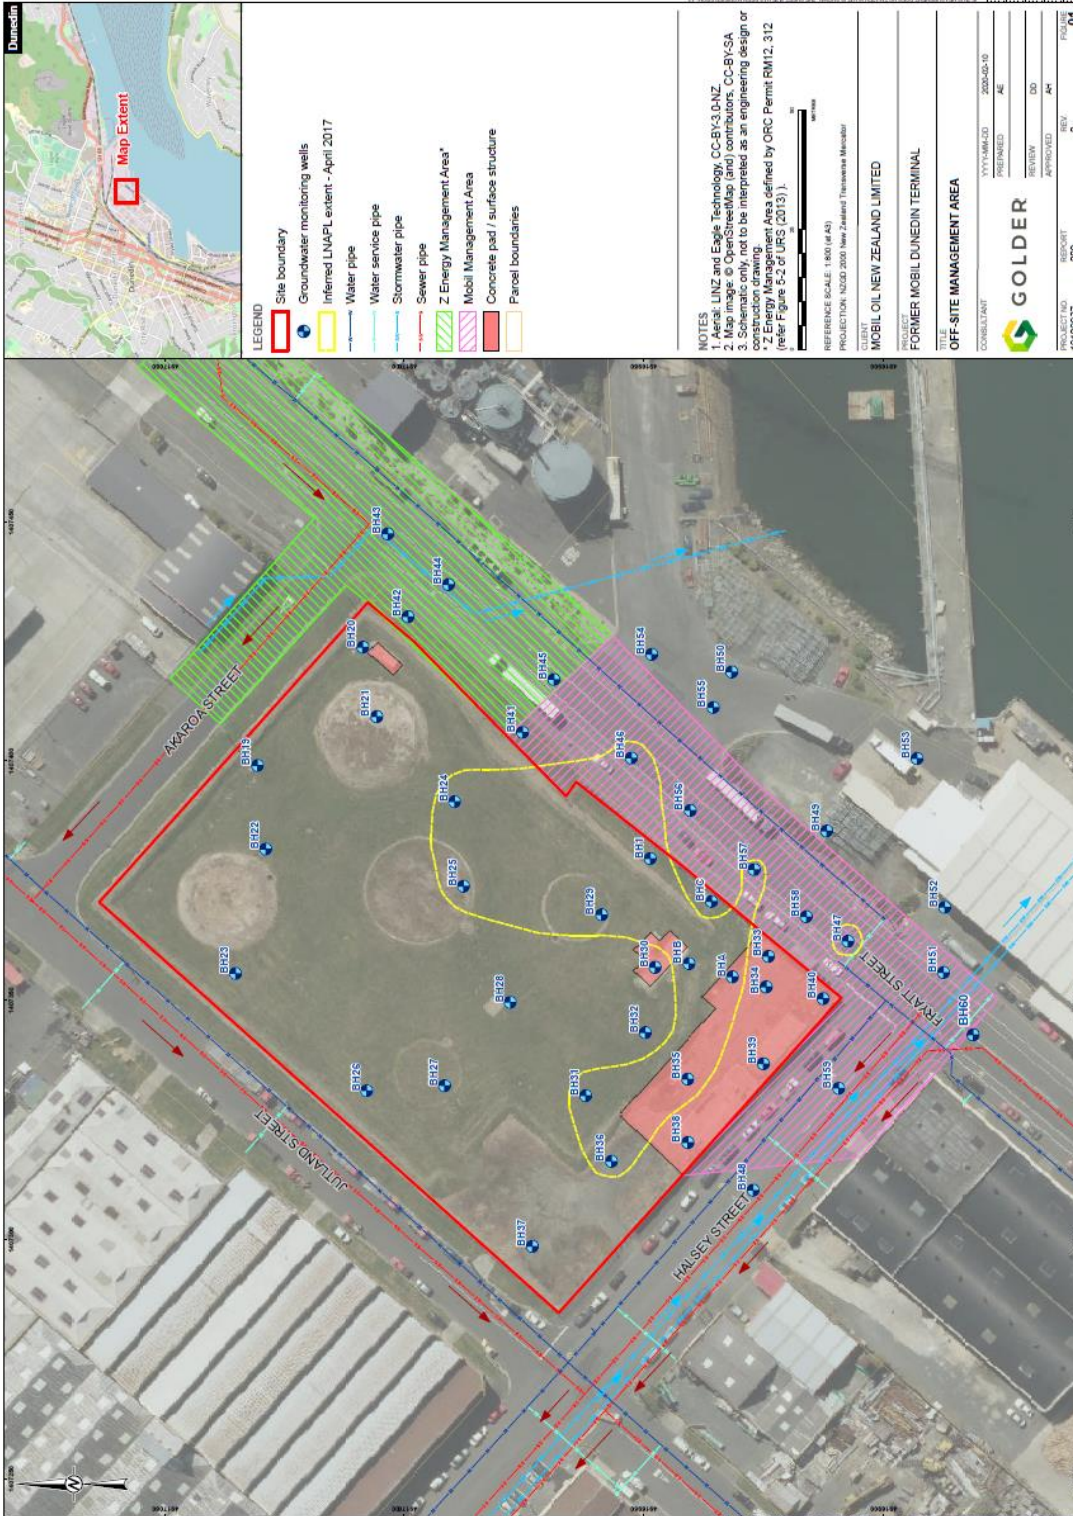 Dunedin
Map Extent
LEGEND
Site boundary
Groundwater monitoring wells
Inferred LNAPL extent - April 2017
Water pipe
Water service pipe
Stormwater pipe
Sewer pipe
Z Energy Management Area*
Mobil Management Area
Concrete pad / surface structure
Parcel boundaries
NOTES
1. Aerial: LINZ and Eagle Technology, CC-BY-3.0-NZ.
2. Map image: © OpenStreetMap (and) contributors, CC-BY-SA
3. Schematic only, not to be interpreted as an engineering design or
construction drawing.
* Z Energy Management Area defined by ORC Permit RM12, 312
(refer Figure 5-2 of URS (2013) ).
METRES
REFERENCE SCALE: 1:800 (at A3)
PROJECTION: NZGD 2000 New Zealand Transverse Mercator
CLIENT
MOBIL OIL NEW ZEALAND LIMITED
PROJECT
FORMER MOBIL DUNEDIN TERMINAL
TITLE
OFF-SITE MANAGEMENT AREA
CONSULTANT
GOLDER
YYYY-MM-DD 2020-02-10
PREPARED AE
REVIEW DD
APPROVED AH
PROJECT NO.
REPORT
REV.
FIGURE
04
AKAROA STREET
JUTLAND STREET
HALSEY STREET
FRYATT STREET
BH43
BH44
BH42
BH20
BH21
BH19
BH22
BH23
BH45
BH41
BH54
BH50
BH55
BH46
BH24
BH25
BH56
BH1
BH53
BH49
BH57
BHC
BH29
BH58
BH47
BH52
BH51
BH33
BHB
BH30
BHA
BH34
BH40
BH28
BH32
BH60
BH39
BH35
BH59
BH26
BH27
BH31
BH38
BH36
BH48
BH37
N